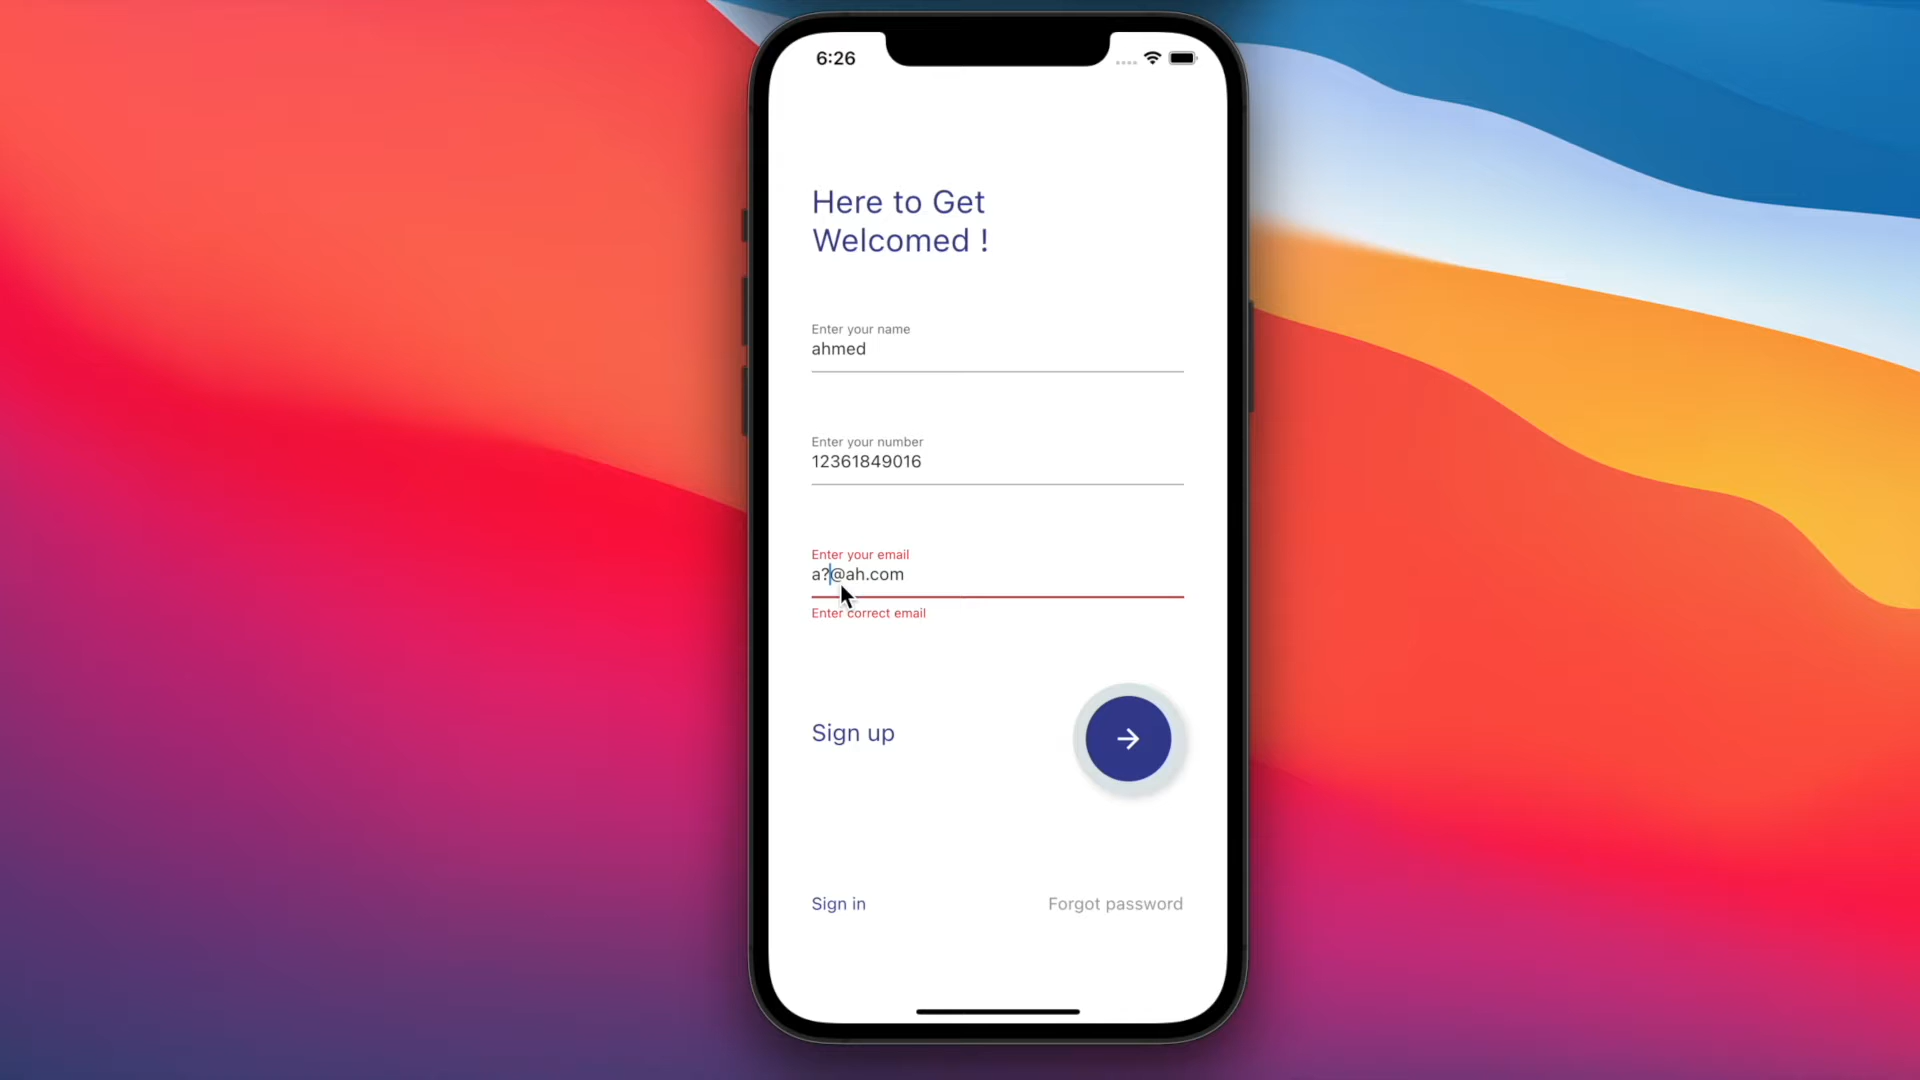 6:26
Here to Get
Welcomed !
Enter your name
ahmed
Enter your number
12361849016
Enter your email
a?@ah.com
Enter correct email
Sign up
Sign in
Forgot password